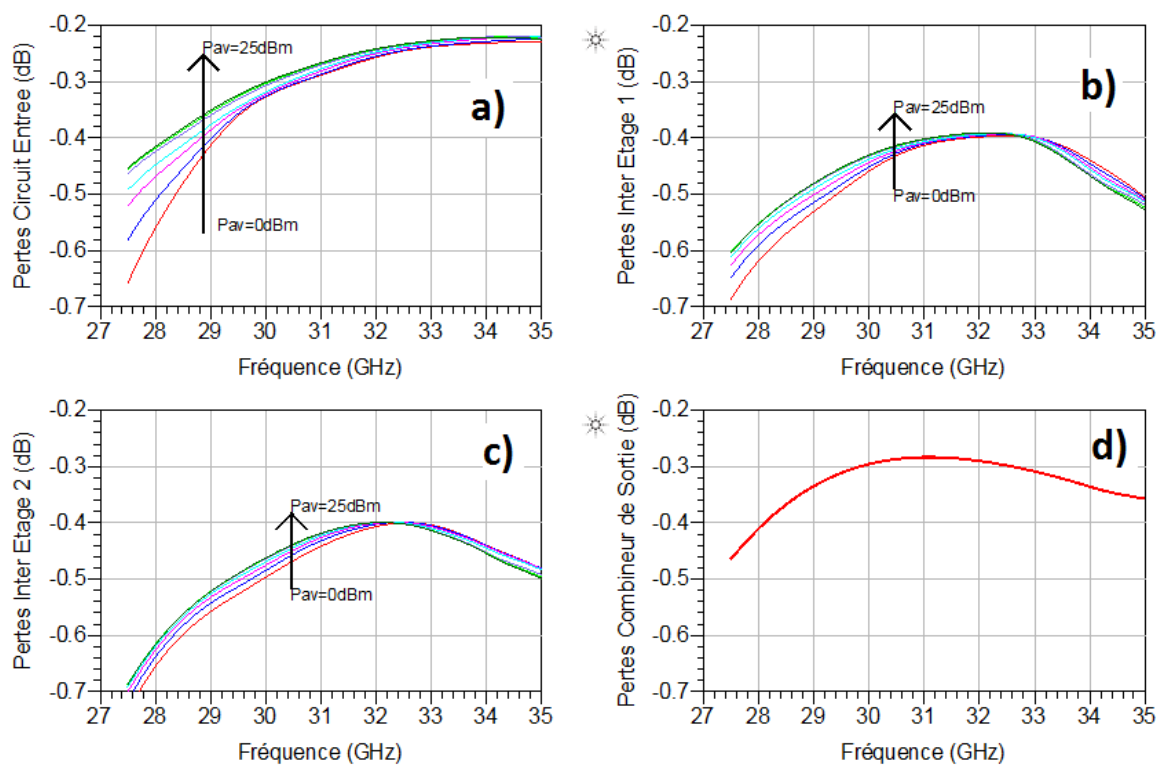 Pertes Circuit Entree (dB)
-0.2
-0.3
-0.4
-0.5
-0.6
-0.7
Pav=25dBm
a)
Pav=0dBm
27 28 29 30 31 32 33 34 35
Fréquence (GHz)
Pertes Inter Etage 1 (dB)
-0.2
-0.3
-0.4
-0.5
-0.6
-0.7
b)
Pav=25dBm
Pav=0dBm
27 28 29 30 31 32 33 34 35
Fréquence (GHz)
Pertes Inter Etage 2 (dB)
-0.2
-0.3
-0.4
-0.5
-0.6
-0.7
c)
Pav=25dBm
Pav=0dBm
27 28 29 30 31 32 33 34 35
Fréquence (GHz)
Pertes Combineur de Sortie (dB)
-0.2
-0.3
-0.4
-0.5
-0.6
-0.7
d)
27 28 29 30 31 32 33 34 35
Fréquence (GHz)